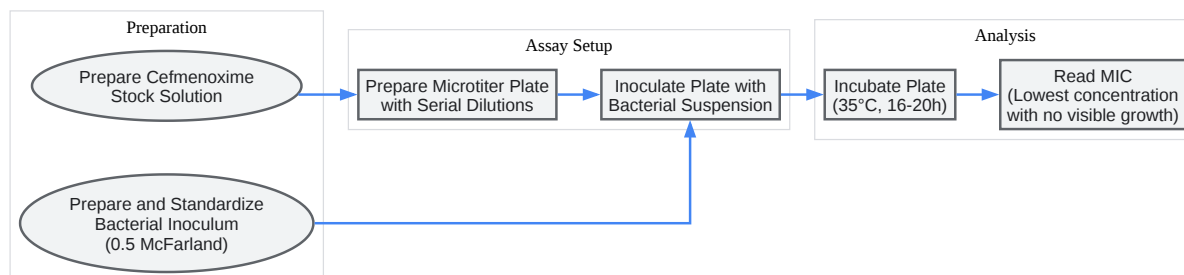 Preparation
Prepare Cefmenoxime
Stock Solution
Prepare and Standardize
Bacterial Inoculum
(0.5 McFarland)
Assay Setup
Prepare Microtiter Plate
with Serial Dilutions
Inoculate Plate with
Bacterial Suspension
Analysis
Incubate Plate
(35°C, 16-20h)
Read MIC
(Lowest concentration
with no visible growth)